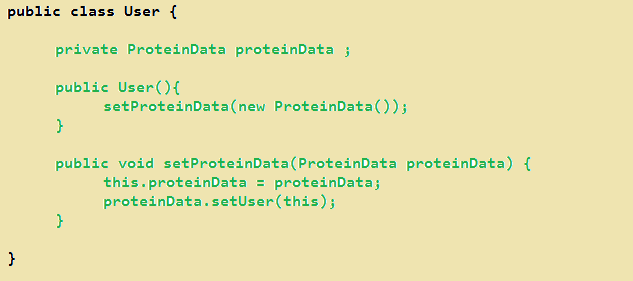 public class User {
private ProteinData proteinData ;
public User(){
setProteinData(new ProteinData());
}
public void setProteinData(ProteinData proteinData) {
this.proteinData = proteinData;
proteinData.setUser(this);
}
}